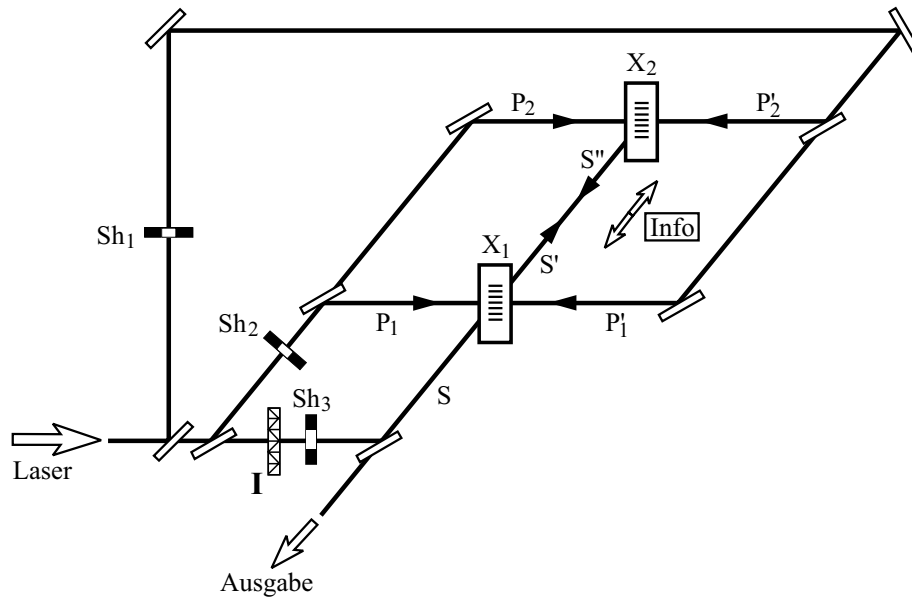 X₂
P₂
P'₂
S"
Sh₁
Info
X₁
S'
Sh₂
P₁
P'₁
Sh₃
S
Laser
I
Ausgabe